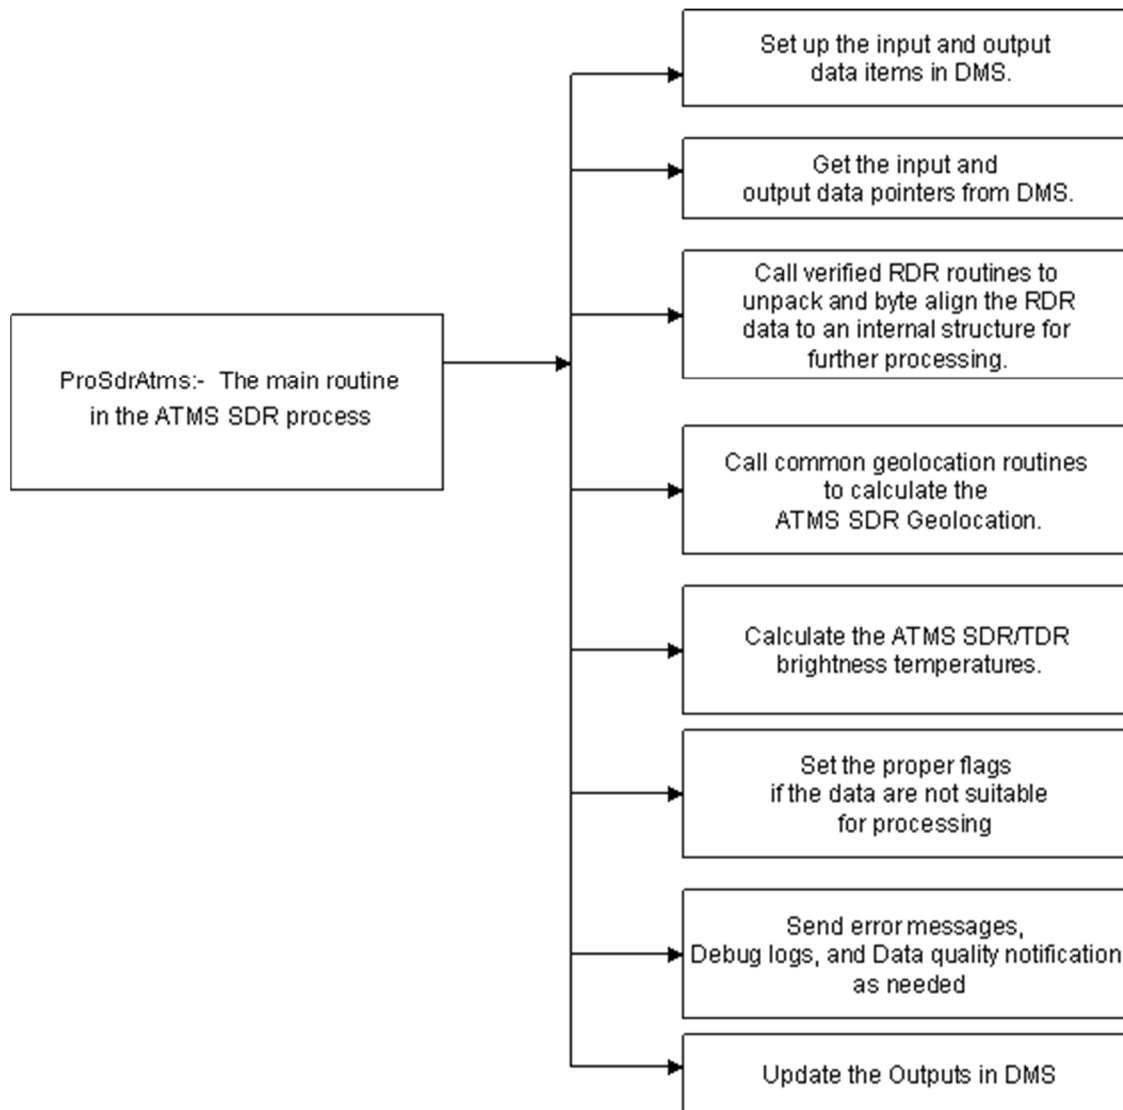 Set up the input and output
data items in DMS.
Get the input and
output data pointers from DMS.
Call verified RDR routines to
unpack and byte align the RDR
data to an internal structure for
further processing.
ProSdrAtms:- The main routine
in the ATMS SDR process
Call common geolocation routines
to calculate the
ATMS SDR Geolocation.
Calculate the ATMS SDR/TDR
brightness temperatures.
Set the proper flags
if the data are not suitable
for processing
Send error messages,
Debug logs, and Data quality notification
as needed
Update the Outputs in DMS